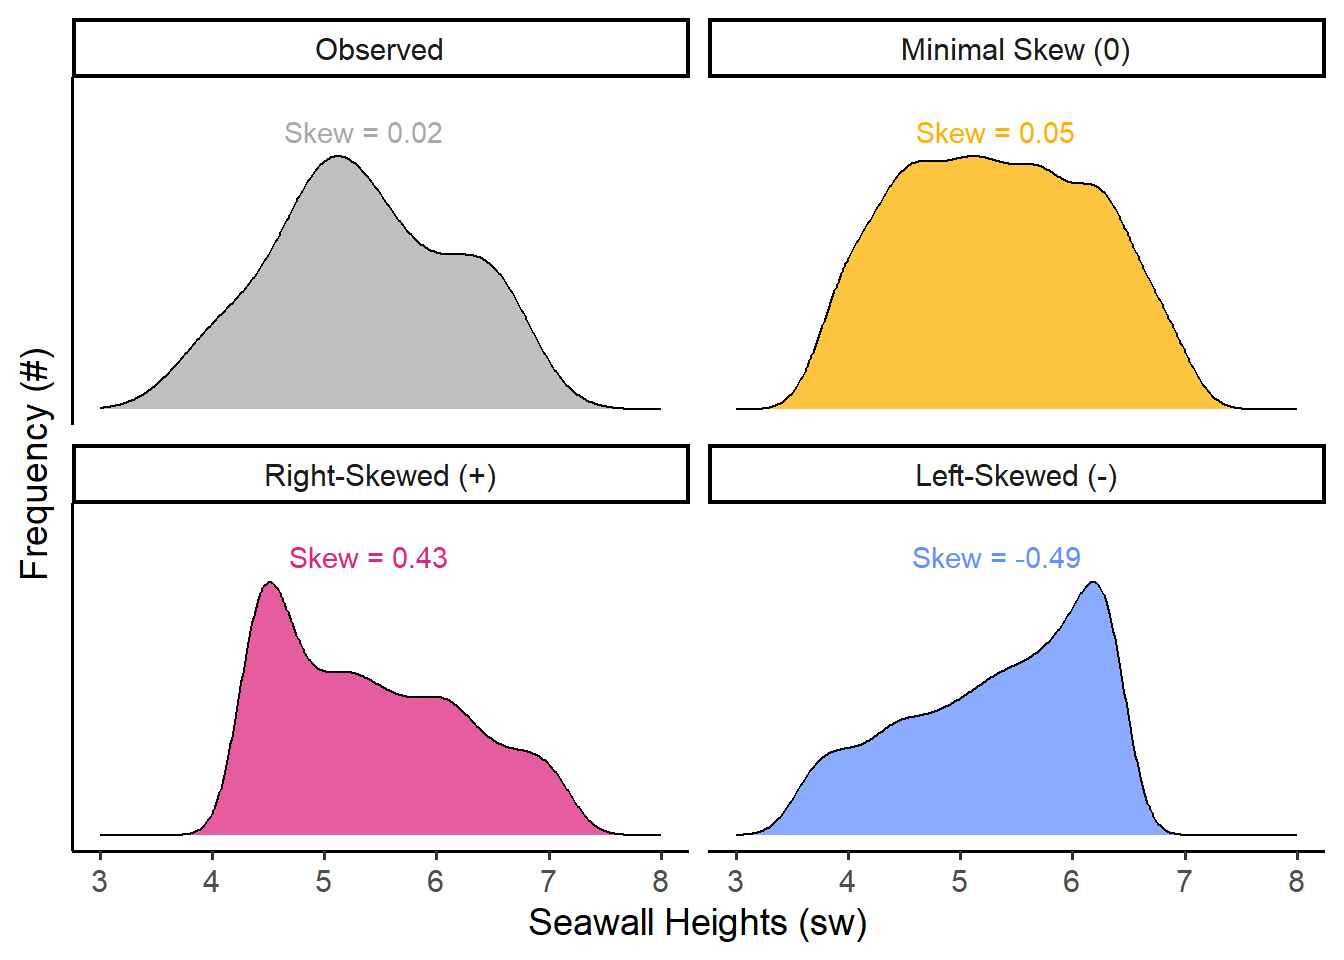 Observed
Minimal Skew (0)
Skew = 0.02
Skew = 0.05
Frequency (#)
Right-Skewed (+)
Left-Skewed (-)
Skew = 0.43
Skew = -0.49
3 4 5 6 7 8
3 4 5 6 7 8
Seawall Heights (sw)